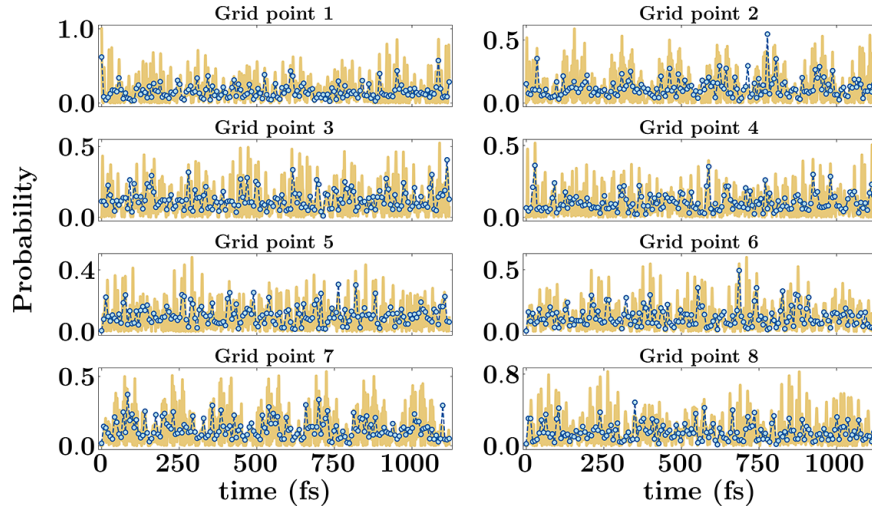 Grid point 1
Grid point 2
1.0
0.0
0.5
0.0
Grid point 3
Grid point 4
0.5
0.0
0.5
0.0
Probability
Grid point 5
Grid point 6
0.4
0.0
0.5
0.0
Grid point 7
Grid point 8
0.5
0.0
0.8
0.0
0 250 500 750 1000
0 250 500 750 1000
time (fs)
time (fs)